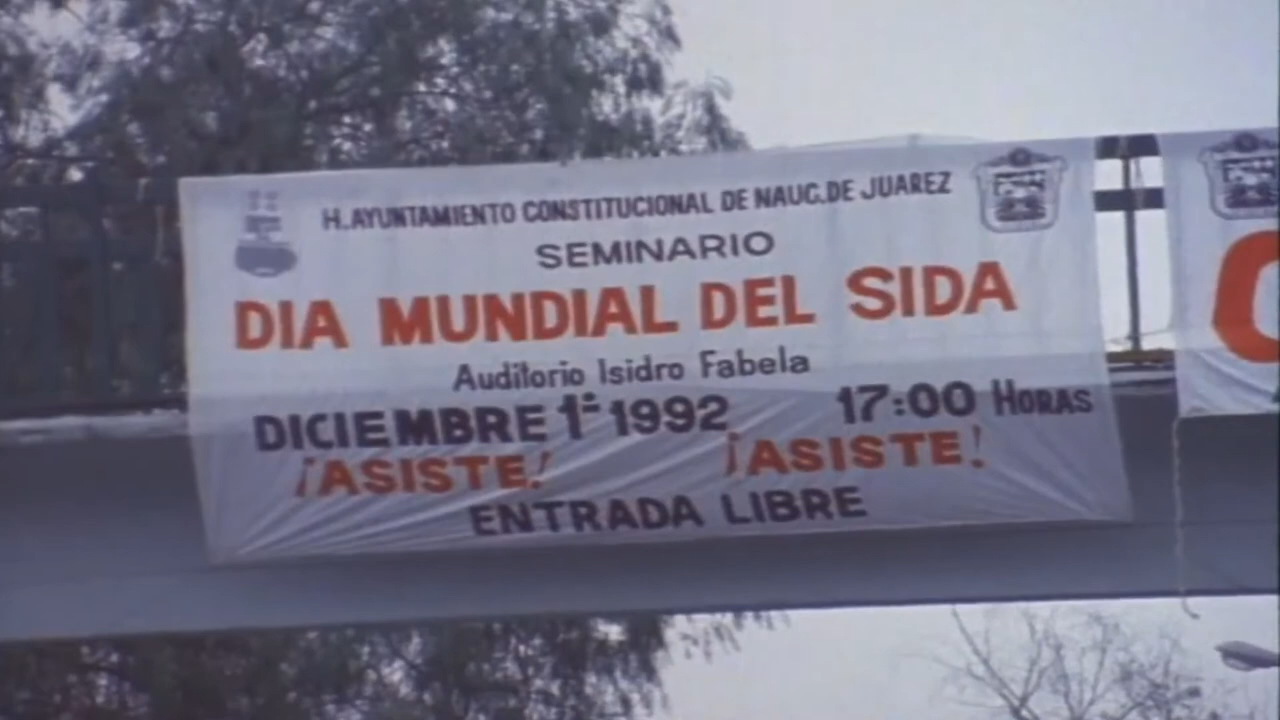 H. AYUNTAMIENTO CONSTITUCIONAL DE NAUC. DE JUAREZ
SEMINARIO
DIA MUNDIAL DEL SIDA
Auditorio Isidro Fabela
DICIEMBRE 1º 1992 17:00 HORAS
¡ASISTE! ¡ASISTE!
ENTRADA LIBRE